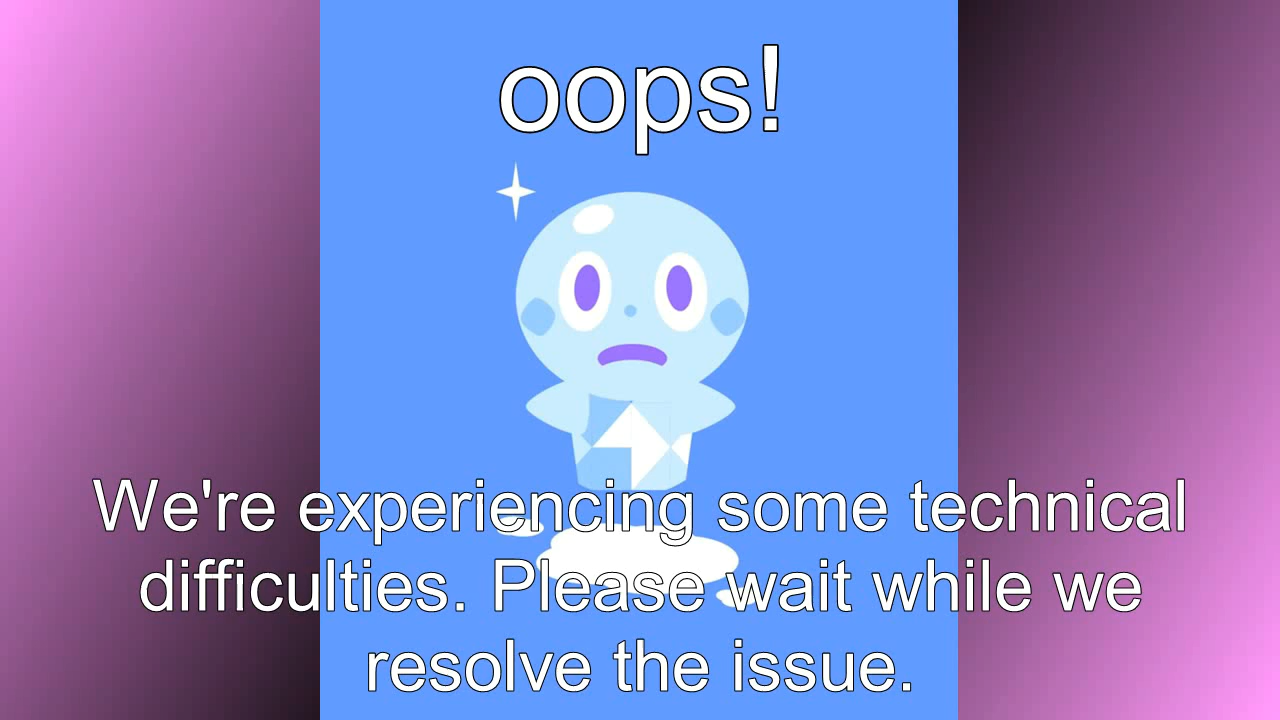 oops!
We're experiencing some technical
difficulties. Please wait while we
resolve the issue.